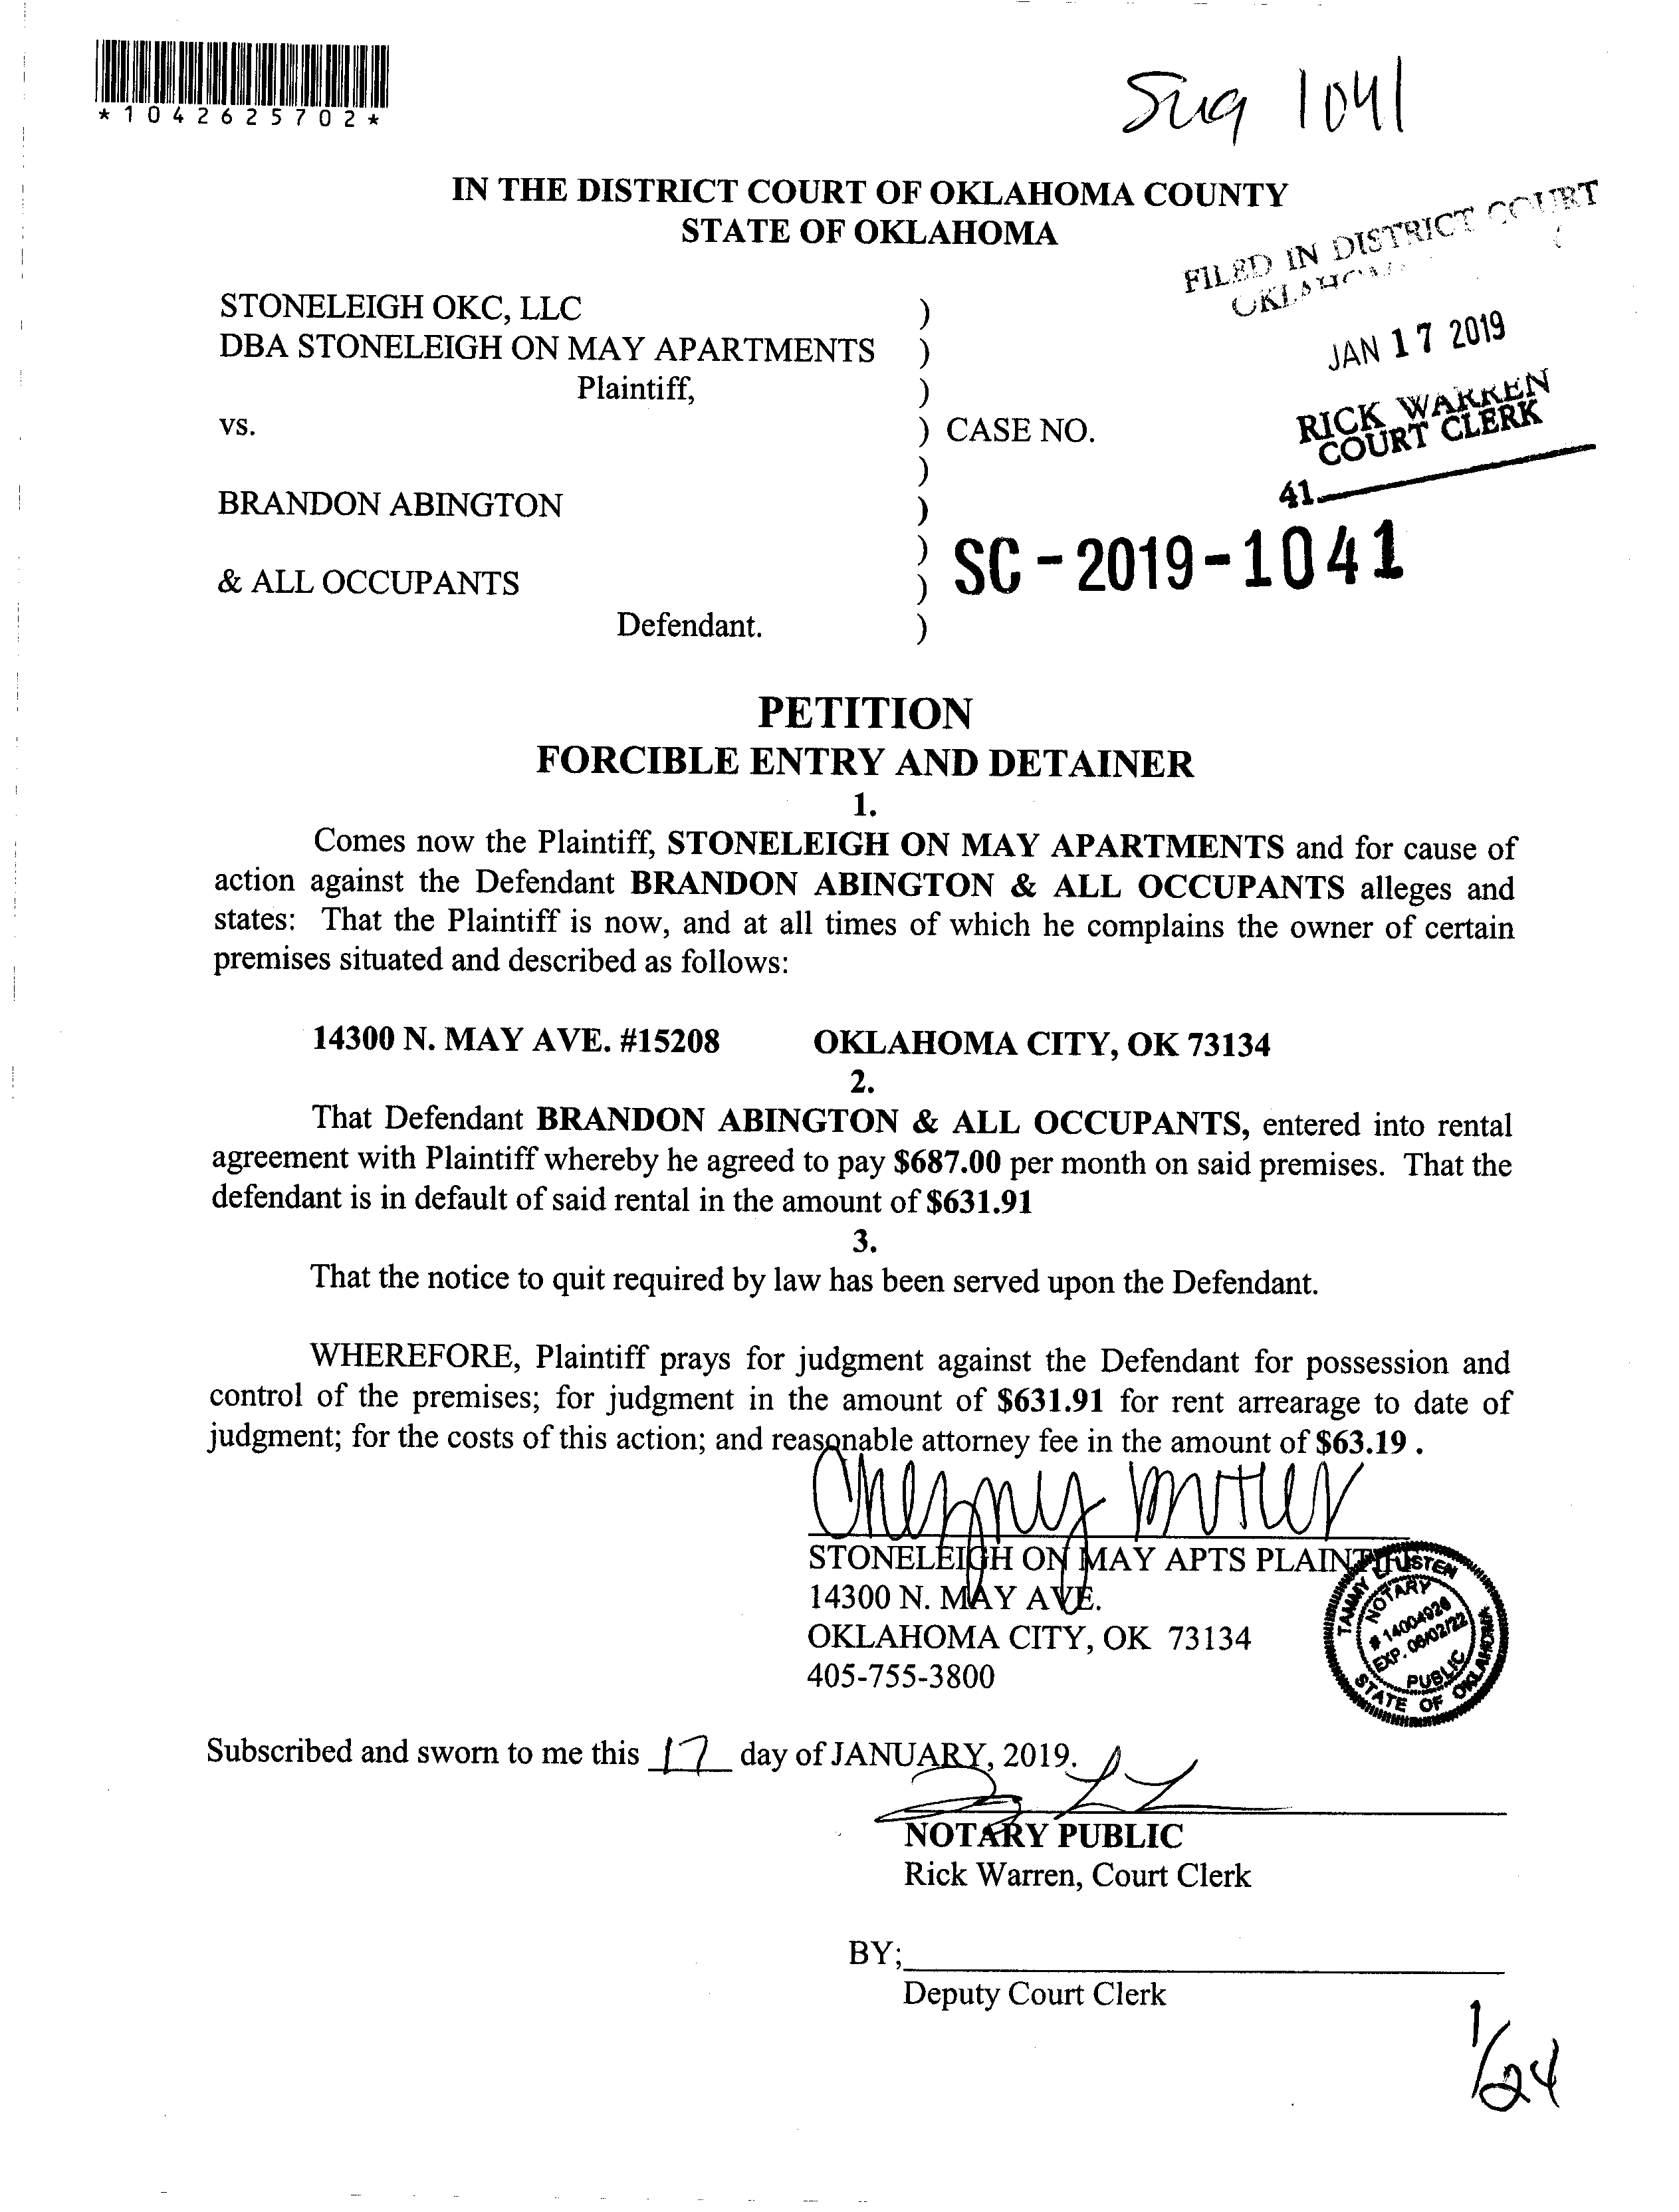 *1042625702*
1041
IN THE DISTRICT COURT OF OKLAHOMA COUNTY
STATE OF OKLAHOMA
FILED IN DISTRICT COURT
JAN 17 2019
RICK WARREN
COURT CLERK
41
STONELEIGH OKC, LLC )
DBA STONELEIGH ON MAY APARTMENTS )
Plaintiff, )
vs. ) CASE NO.
)
BRANDON ABINGTON )
) SC-2019-1041
& ALL OCCUPANTS )
Defendant. )
PETITION
FORCIBLE ENTRY AND DETAINER
1.
Comes now the Plaintiff, STONELEIGH ON MAY APARTMENTS and for cause of
action against the Defendant BRANDON ABINGTON & ALL OCCUPANTS alleges and
states: That the Plaintiff is now, and at all times of which he complains the owner of certain
premises situated and described as follows:
14300 N. MAY AVE. #15208 OKLAHOMA CITY, OK 73134
2.
That Defendant BRANDON ABINGTON & ALL OCCUPANTS, entered into rental
agreement with Plaintiff whereby he agreed to pay $687.00 per month on said premises. That the
defendant is in default of said rental in the amount of $631.91
3.
That the notice to quit required by law has been served upon the Defendant.
WHEREFORE, Plaintiff prays for judgment against the Defendant for possession and
control of the premises; for judgment in the amount of $631.91 for rent arrearage to date of
judgment; for the costs of this action; and reasonable attorney fee in the amount of $63.19 .
STONELEIGH ON MAY APTS PLAINTIFF
14300 N. MAY AVE.
OKLAHOMA CITY, OK 73134
405-755-3800
TAMMY
NOTARY
# 14004926
EXP. 06/02/22
PUBLIC
STATE OF OKLAHOMA
Subscribed and sworn to me this 17 day of JANUARY, 2019.
NOTARY PUBLIC
Rick Warren, Court Clerk
BY;
Deputy Court Clerk
1/24